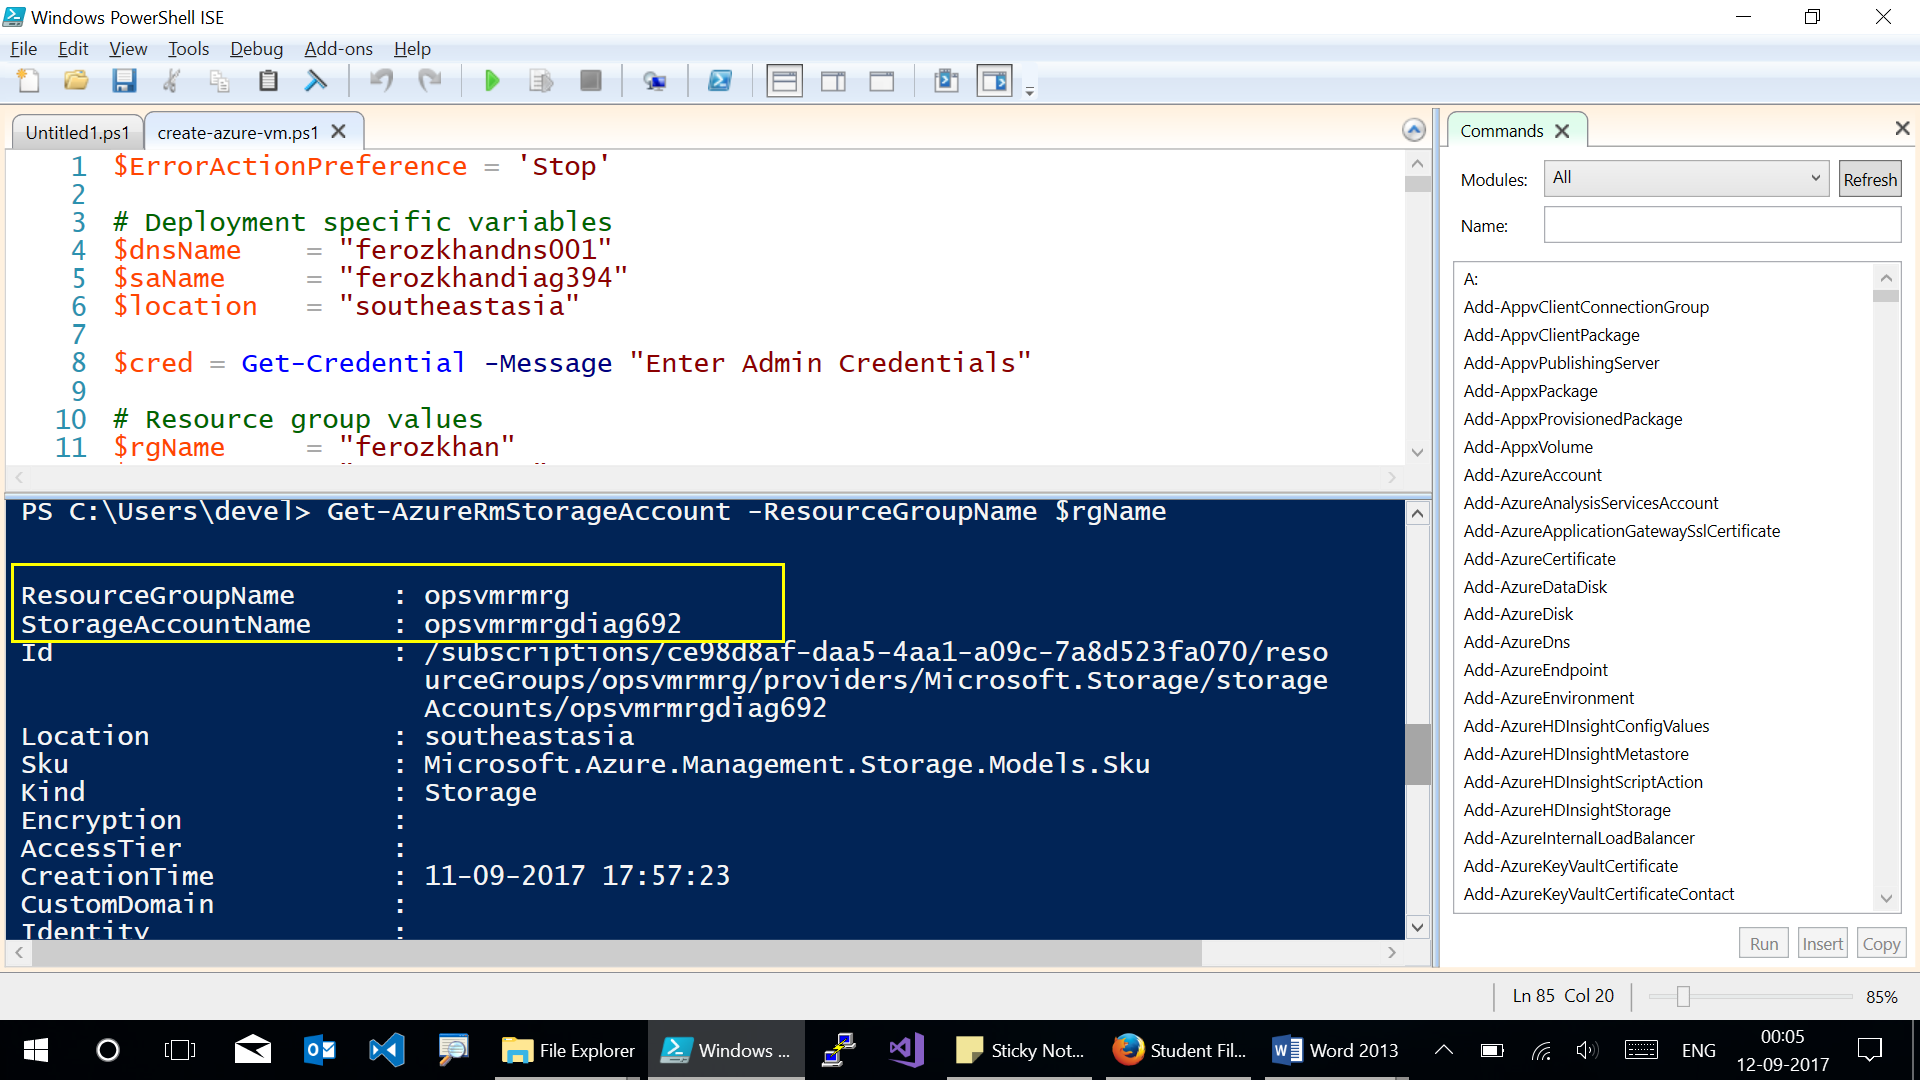 Windows PowerShell ISE
File Edit View Tools Debug Add-ons Help
Untitled1.ps1 create-azure-vm.ps1
1 $ErrorActionPreference = 'Stop'
2
3 # Deployment specific variables
4 $dnsName = "ferozkhandns001"
5 $saName = "ferozkhandiag394"
6 $location = "southeastasia"
7
8 $cred = Get-Credential -Message "Enter Admin Credentials"
9
10 # Resource group values
11 $rgName = "ferozkhan"
PS C:\Users\devel> Get-AzureRmStorageAccount -ResourceGroupName $rgName
ResourceGroupName : opsvmrmrg
StorageAccountName : opsvmrmrgdiag692
Id : /subscriptions/ce98d8af-daa5-4aa1-a09c-7a8d523fa070/reso
urceGroups/opsvmrmrg/providers/Microsoft.Storage/storage
Accounts/opsvmrmrgdiag692
Location : southeastasia
Sku : Microsoft.Azure.Management.Storage.Models.Sku
Kind : Storage
Encryption :
AccessTier :
CreationTime : 11-09-2017 17:57:23
CustomDomain :
Identity :
Commands
Modules: All Refresh
Name:
A:
Add-AppvClientConnectionGroup
Add-AppvClientPackage
Add-AppvPublishingServer
Add-AppxPackage
Add-AppxProvisionedPackage
Add-AppxVolume
Add-AzureAccount
Add-AzureAnalysisServicesAccount
Add-AzureApplicationGatewaySslCertificate
Add-AzureCertificate
Add-AzureDataDisk
Add-AzureDisk
Add-AzureDns
Add-AzureEndpoint
Add-AzureEnvironment
Add-AzureHDInsightConfigValues
Add-AzureHDInsightMetastore
Add-AzureHDInsightScriptAction
Add-AzureHDInsightStorage
Add-AzureInternalLoadBalancer
Add-AzureKeyVaultCertificate
Add-AzureKeyVaultCertificateContact
Run Insert Copy
Ln 85 Col 20 85%
File Explorer Windows ... Sticky Not... Student Fil... Word 2013 ENG
00:05
12-09-2017